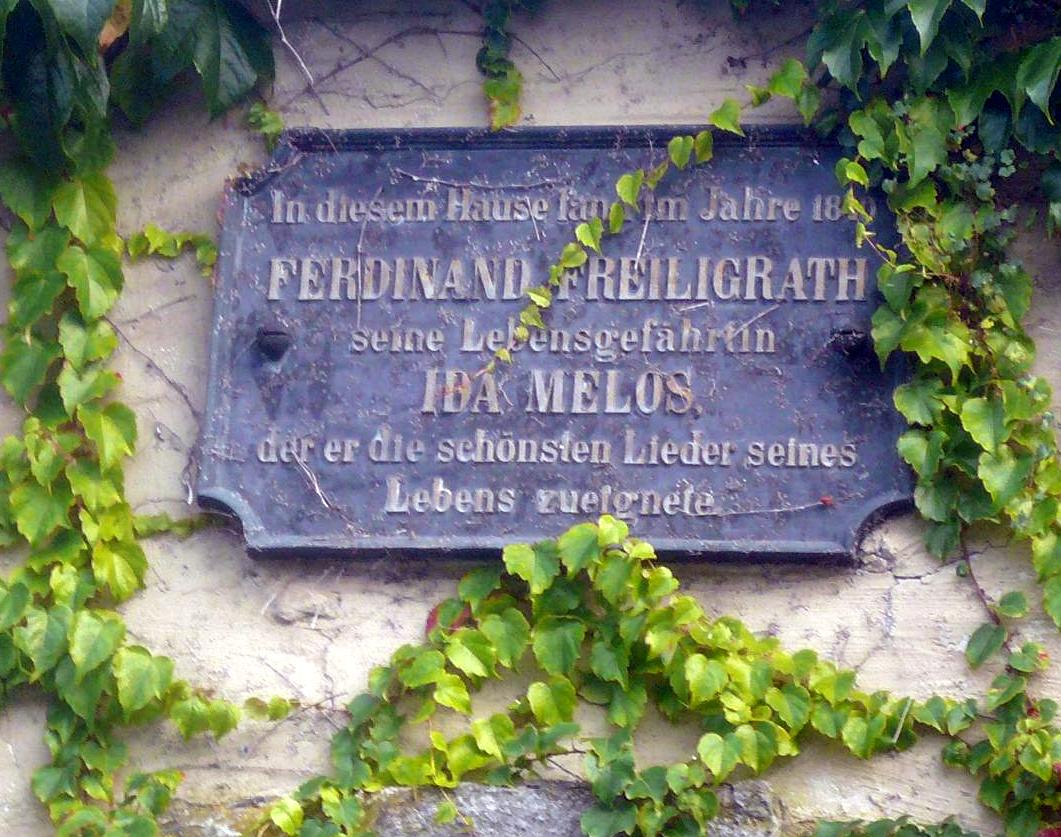 In diesem Hause fand im Jahre
FERDINAND FREILIGRATH
seine Lebensgefährtin
IDA MELOS,
der er die schönsten Lieder seines
Lebens zueignete.